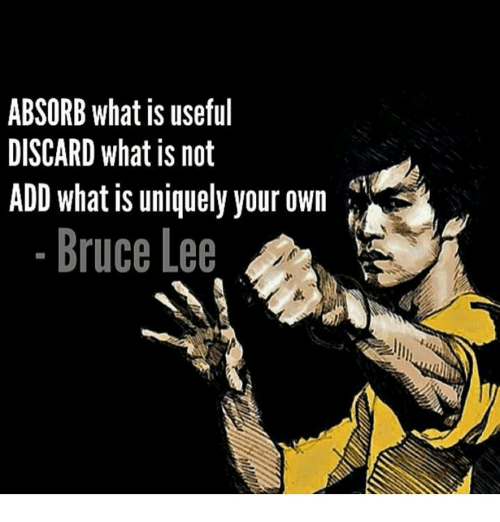 ABSORB what is useful
DISCARD what is not
ADD what is uniquely your own
- Bruce Lee